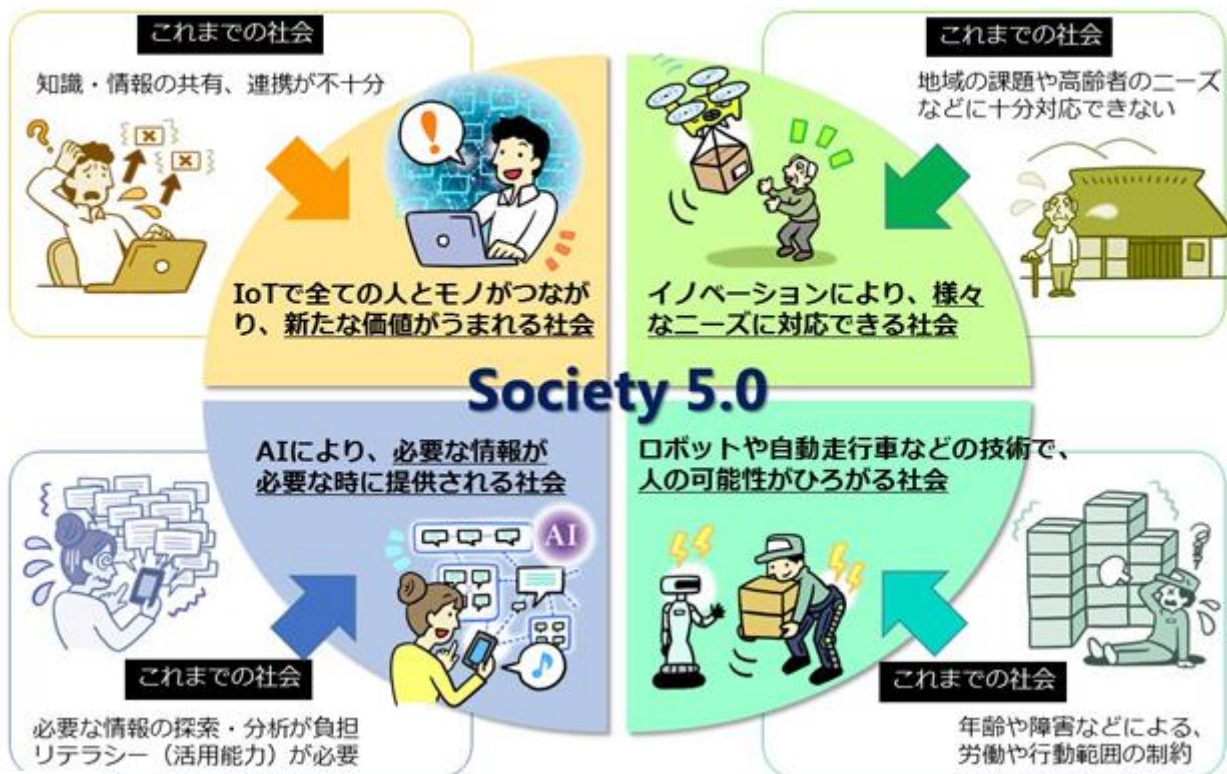 これまでの社会
知識・情報の共有、連携が不十分
IoTで全ての人とモノがつなが
り、新たな価値がうまれる社会
これまでの社会
地域の課題や高齢者のニーズ
などに十分対応できない
イノベーションにより、様々
なニーズに対応できる社会
Society 5.0
AIにより、必要な情報が
必要な時に提供される社会
AI
これまでの社会
必要な情報の探索・分析が負担
リテラシー（活用能力）が必要
ロボットや自動走行車などの技術で、
人の可能性がひろがる社会
これまでの社会
年齢や障害などによる、
労働や行動範囲の制約